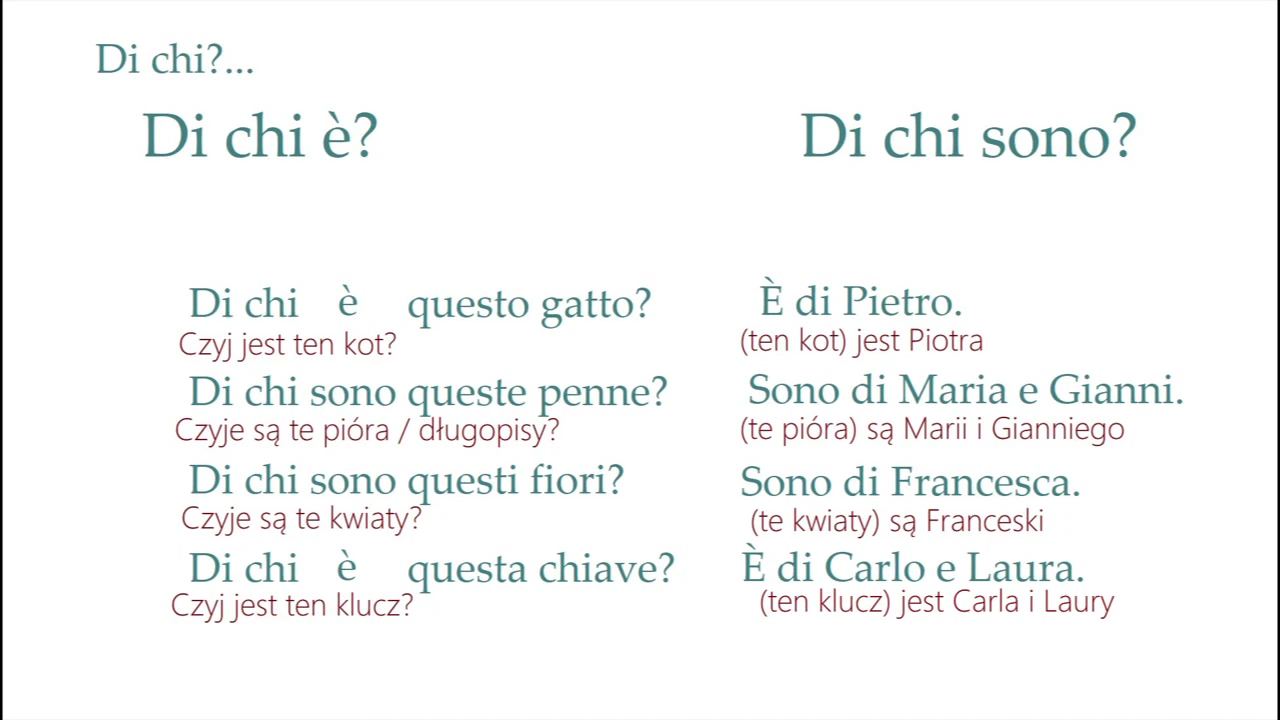 Di chi?...
Di chi è?
Di chi sono?
Di chi è questo gatto?
È di Pietro.
Czyj jest ten kot?
(ten kot) jest Piotra
Di chi sono queste penne?
Sono di Maria e Gianni.
Czyje są te pióra / długopisy?
(te pióra) są Marii i Gianniego
Di chi sono questi fiori?
Sono di Francesca.
Czyje są te kwiaty?
(te kwiaty) są Franceski
Di chi è questa chiave?
È di Carlo e Laura.
Czyj jest ten klucz?
(ten klucz) jest Carla i Laury